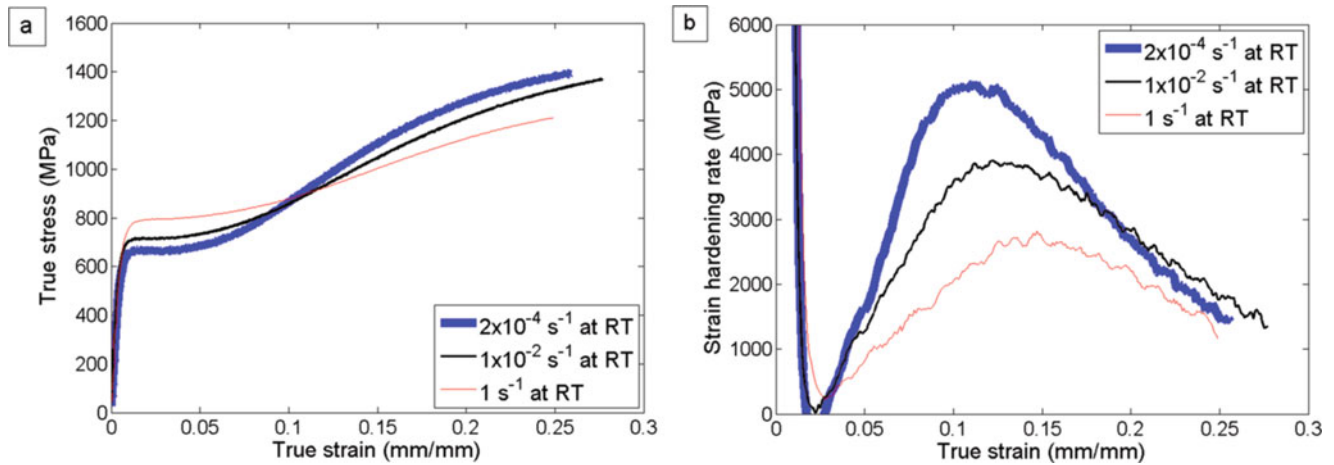 a
True stress (MPa)
1600
1400
1200
1000
800
600
400
200
0
0 0.05 0.1 0.15 0.2 0.25 0.3
True strain (mm/mm)
2x10⁻⁴ s⁻¹ at RT
1x10⁻² s⁻¹ at RT
1 s⁻¹ at RT
b
Strain hardening rate (MPa)
6000
5000
4000
3000
2000
1000
0
0 0.05 0.1 0.15 0.2 0.25 0.3
True strain (mm/mm)
2x10⁻⁴ s⁻¹ at RT
1x10⁻² s⁻¹ at RT
1 s⁻¹ at RT